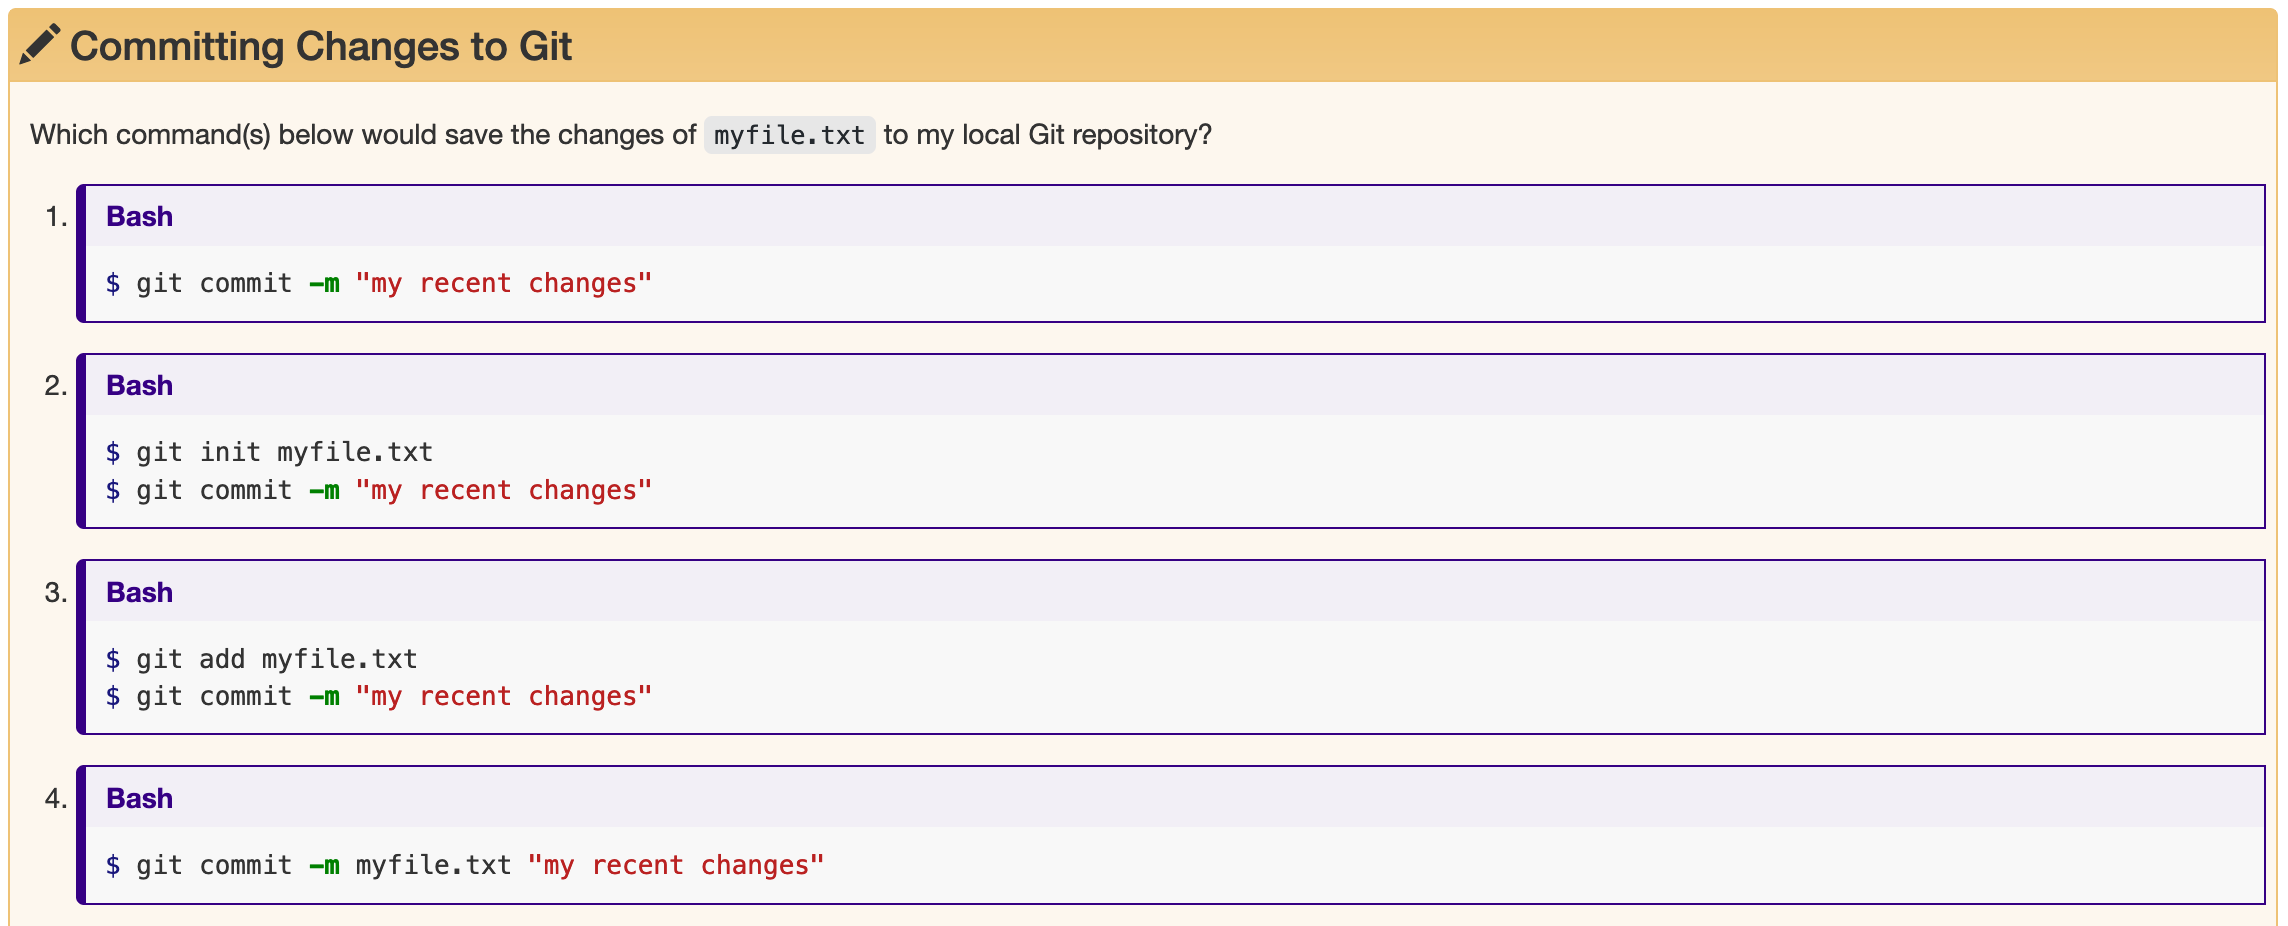 Committing Changes to Git
Which command(s) below would save the changes of myfile.txt to my local Git repository?
1. Bash
$ git commit -m "my recent changes"
2. Bash
$ git init myfile.txt
$ git commit -m "my recent changes"
3. Bash
$ git add myfile.txt
$ git commit -m "my recent changes"
4. Bash
$ git commit -m myfile.txt "my recent changes"